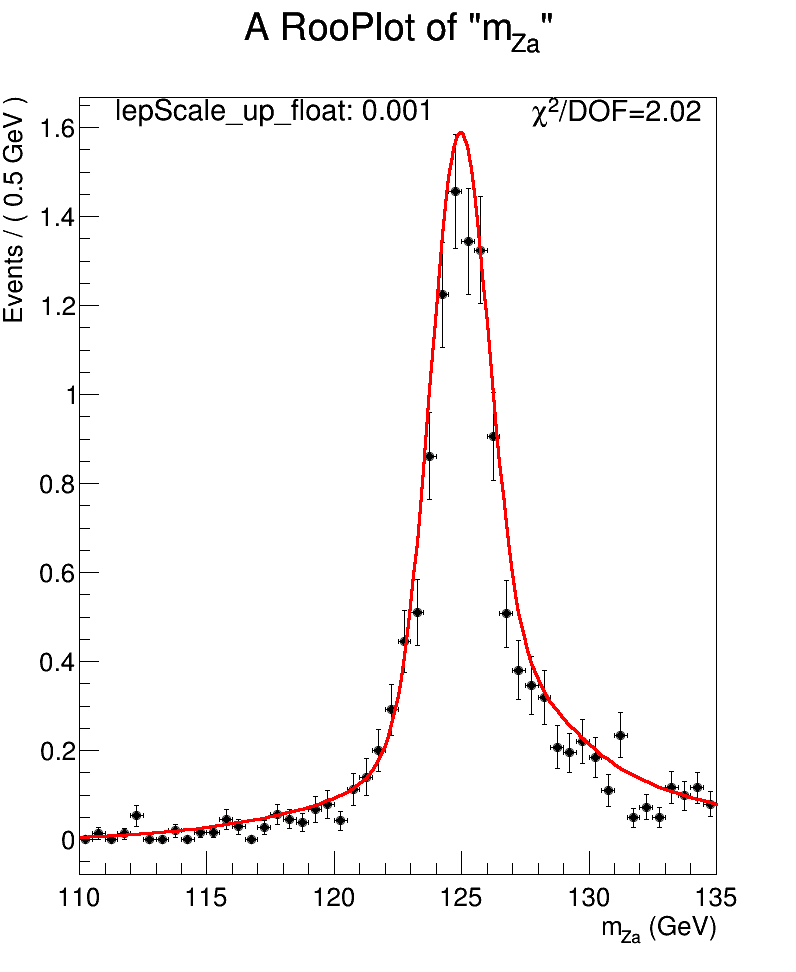 A RooPlot of "m_Za"
lepScale_up_float: 0.001
χ²/DOF=2.02
Events / ( 0.5 GeV )
1.6
1.4
1.2
1
0.8
0.6
0.4
0.2
0
110 115 120 125 130 135
m_Za (GeV)